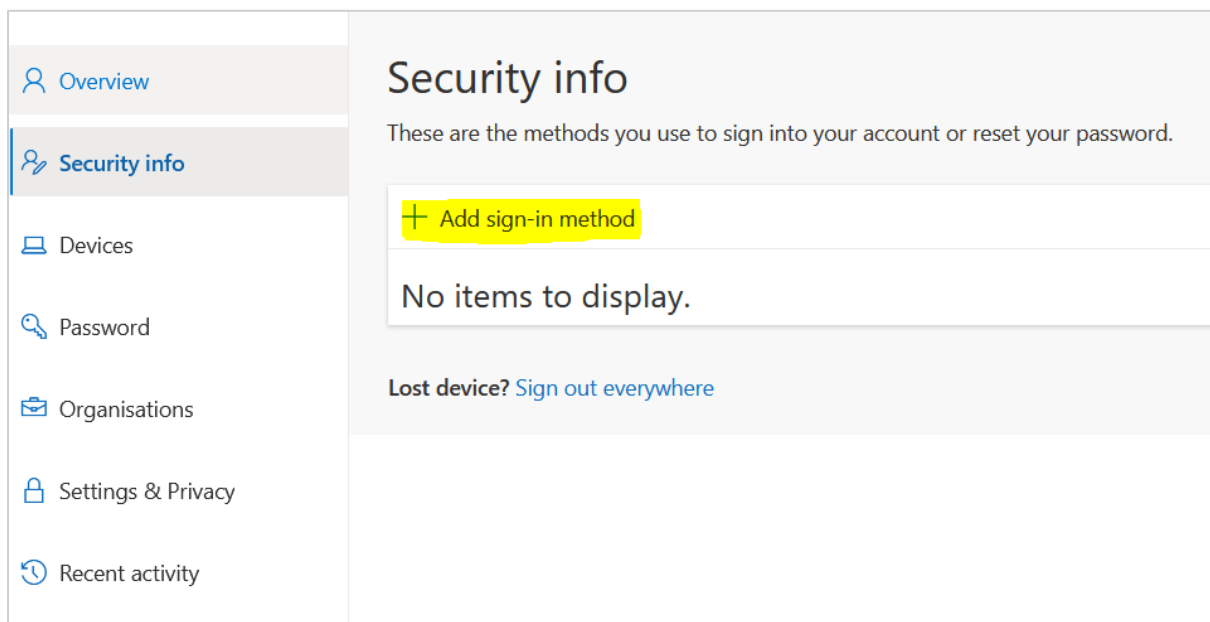 Overview
Security info
Devices
Password
Organisations
Settings & Privacy
Recent activity
Security info
These are the methods you use to sign into your account or reset your password.
+ Add sign-in method
No items to display.
Lost device? Sign out everywhere